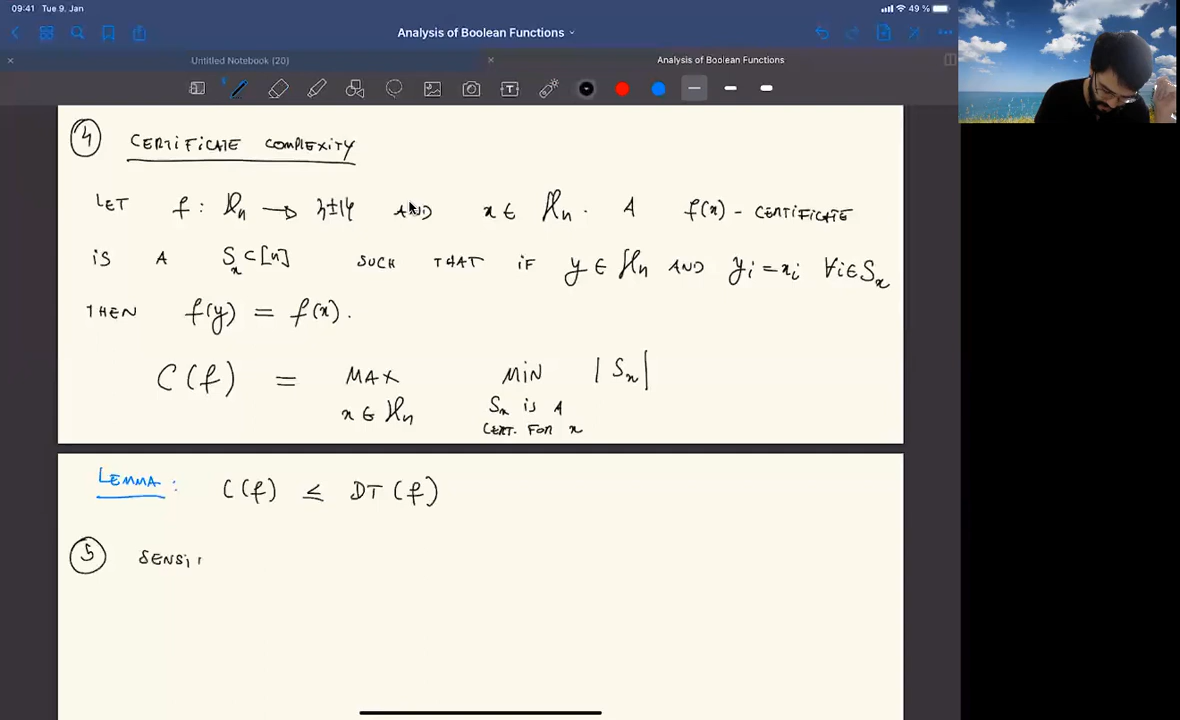 09:41 Tue 9. Jan
49 %
Analysis of Boolean Functions
Untitled Notebook (20)
Analysis of Boolean Functions
4 CERTIFICATE COMPLEXITY
LET f : ℋn → {±1} AND x ∈ ℋn. A f(x) - CERTIFICATE
IS A Sx ⊂ [n] SUCH THAT IF y ∈ ℋn AND yi = xi ∀i∈Sx
THEN f(y) = f(x).
C(f) = MAX MIN |Sx|
x ∈ ℋn Sx IS A
CERT. FOR x
LEMMA: C(f) ≤ DT(f)
5 SENSI